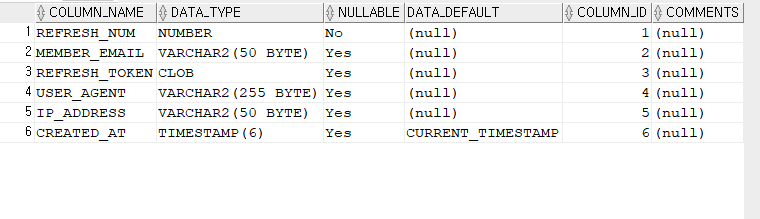 COLUMN_NAME DATA_TYPE NULLABLE DATA_DEFAULT COLUMN_ID COMMENTS
1 REFRESH_NUM NUMBER No (null) 1 (null)
2 MEMBER_EMAIL VARCHAR2(50 BYTE) Yes (null) 2 (null)
3 REFRESH_TOKEN CLOB Yes (null) 3 (null)
4 USER_AGENT VARCHAR2(255 BYTE) Yes (null) 4 (null)
5 IP_ADDRESS VARCHAR2(50 BYTE) Yes (null) 5 (null)
6 CREATED_AT TIMESTAMP(6) Yes CURRENT_TIMESTAMP 6 (null)